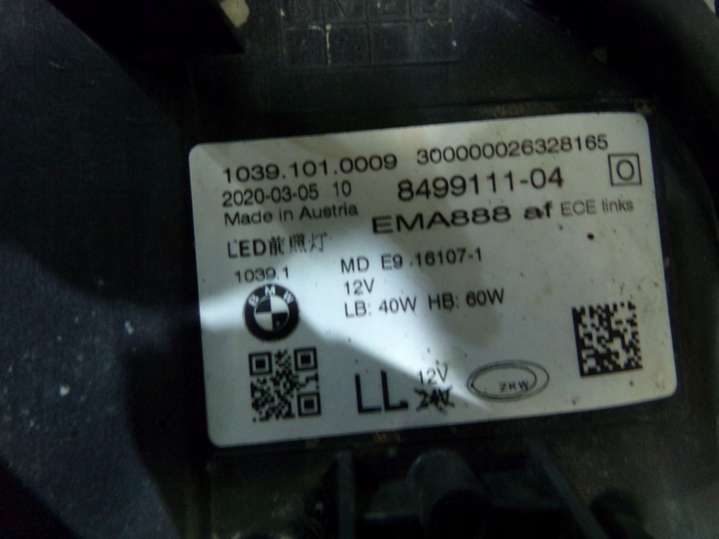 1039.101.0009 300000026328165
2020-03-05 10 8499111-04 O
Made in Austria EMA888 af ECE links
LED前照灯
1039.1 MD E9 16107-1
12V
BMW LB: 40W HB: 60W
12V
LL 24V ZKW